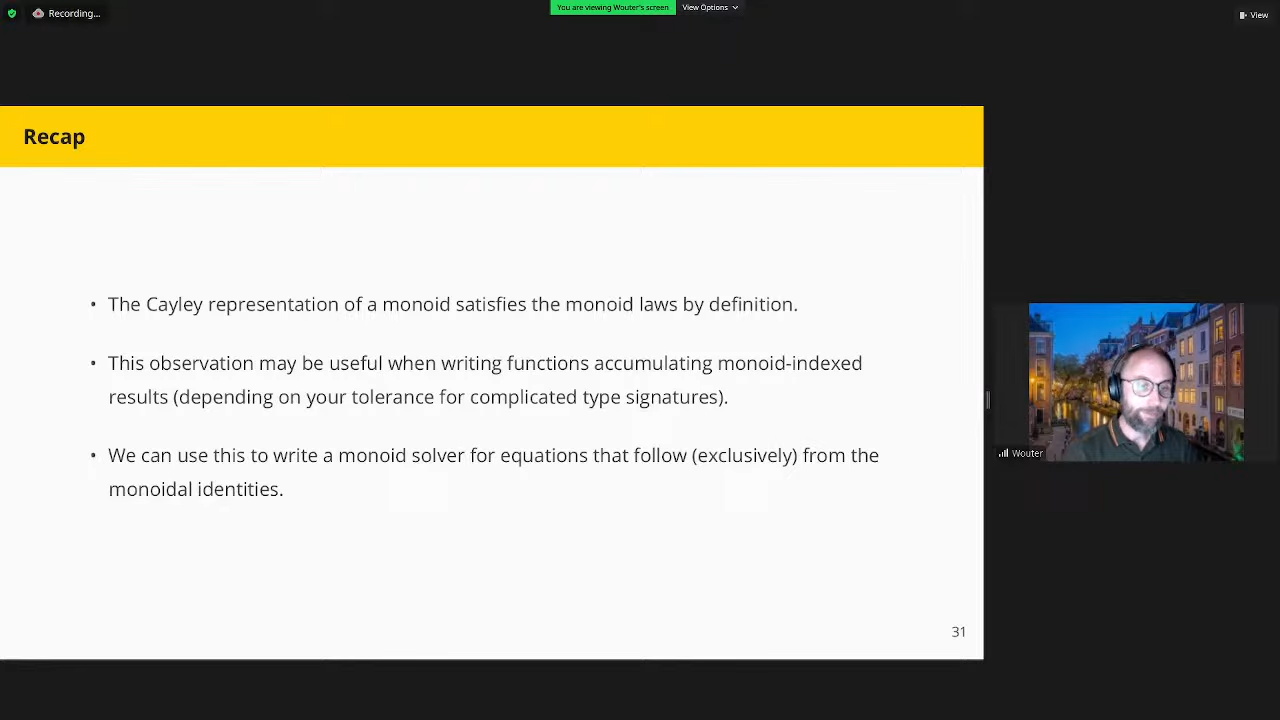 Recording...
You are viewing Wouter's screen
View Options
View
Recap
• The Cayley representation of a monoid satisfies the monoid laws by definition.
• This observation may be useful when writing functions accumulating monoid-indexed
results (depending on your tolerance for complicated type signatures).
• We can use this to write a monoid solver for equations that follow (exclusively) from the
monoidal identities.
Wouter
31